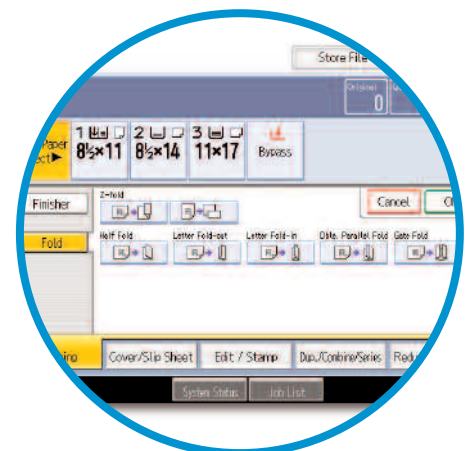 Store File
Original
0
Paper
ect▶
1
8½×11
2
8½×14
3
11×17
Bypass
Finisher
Fold
Z-fold
Cancel
Half Fold
Letter Fold-out
Letter Fold-in
Dble. Parallel Fold
Gate Fold
Cover/Slip Sheet
Edit / Stamp
Dup./Combine/Series
Redu
System Status
Job List